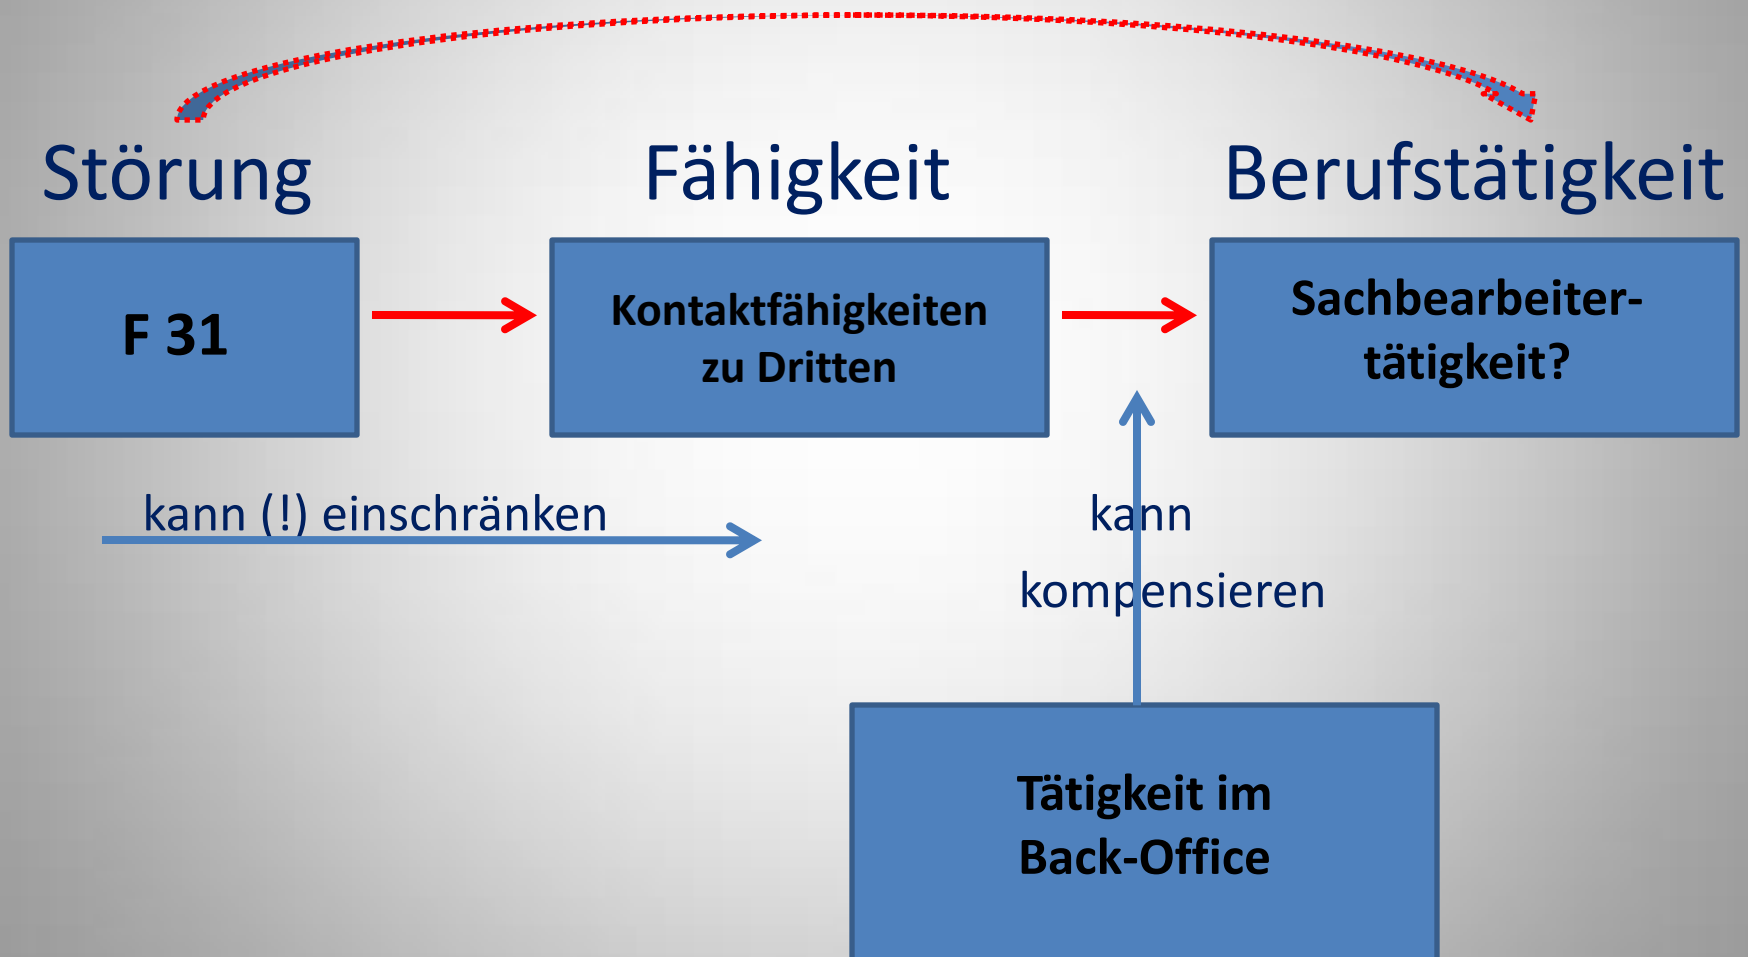 Störung
Fähigkeit
Berufstätigkeit
F 31
Kontaktfähigkeiten
zu Dritten
Sachbearbeiter-
tätigkeit?
kann (!) einschränken
kann
kompensieren
Tätigkeit im
Back-Office